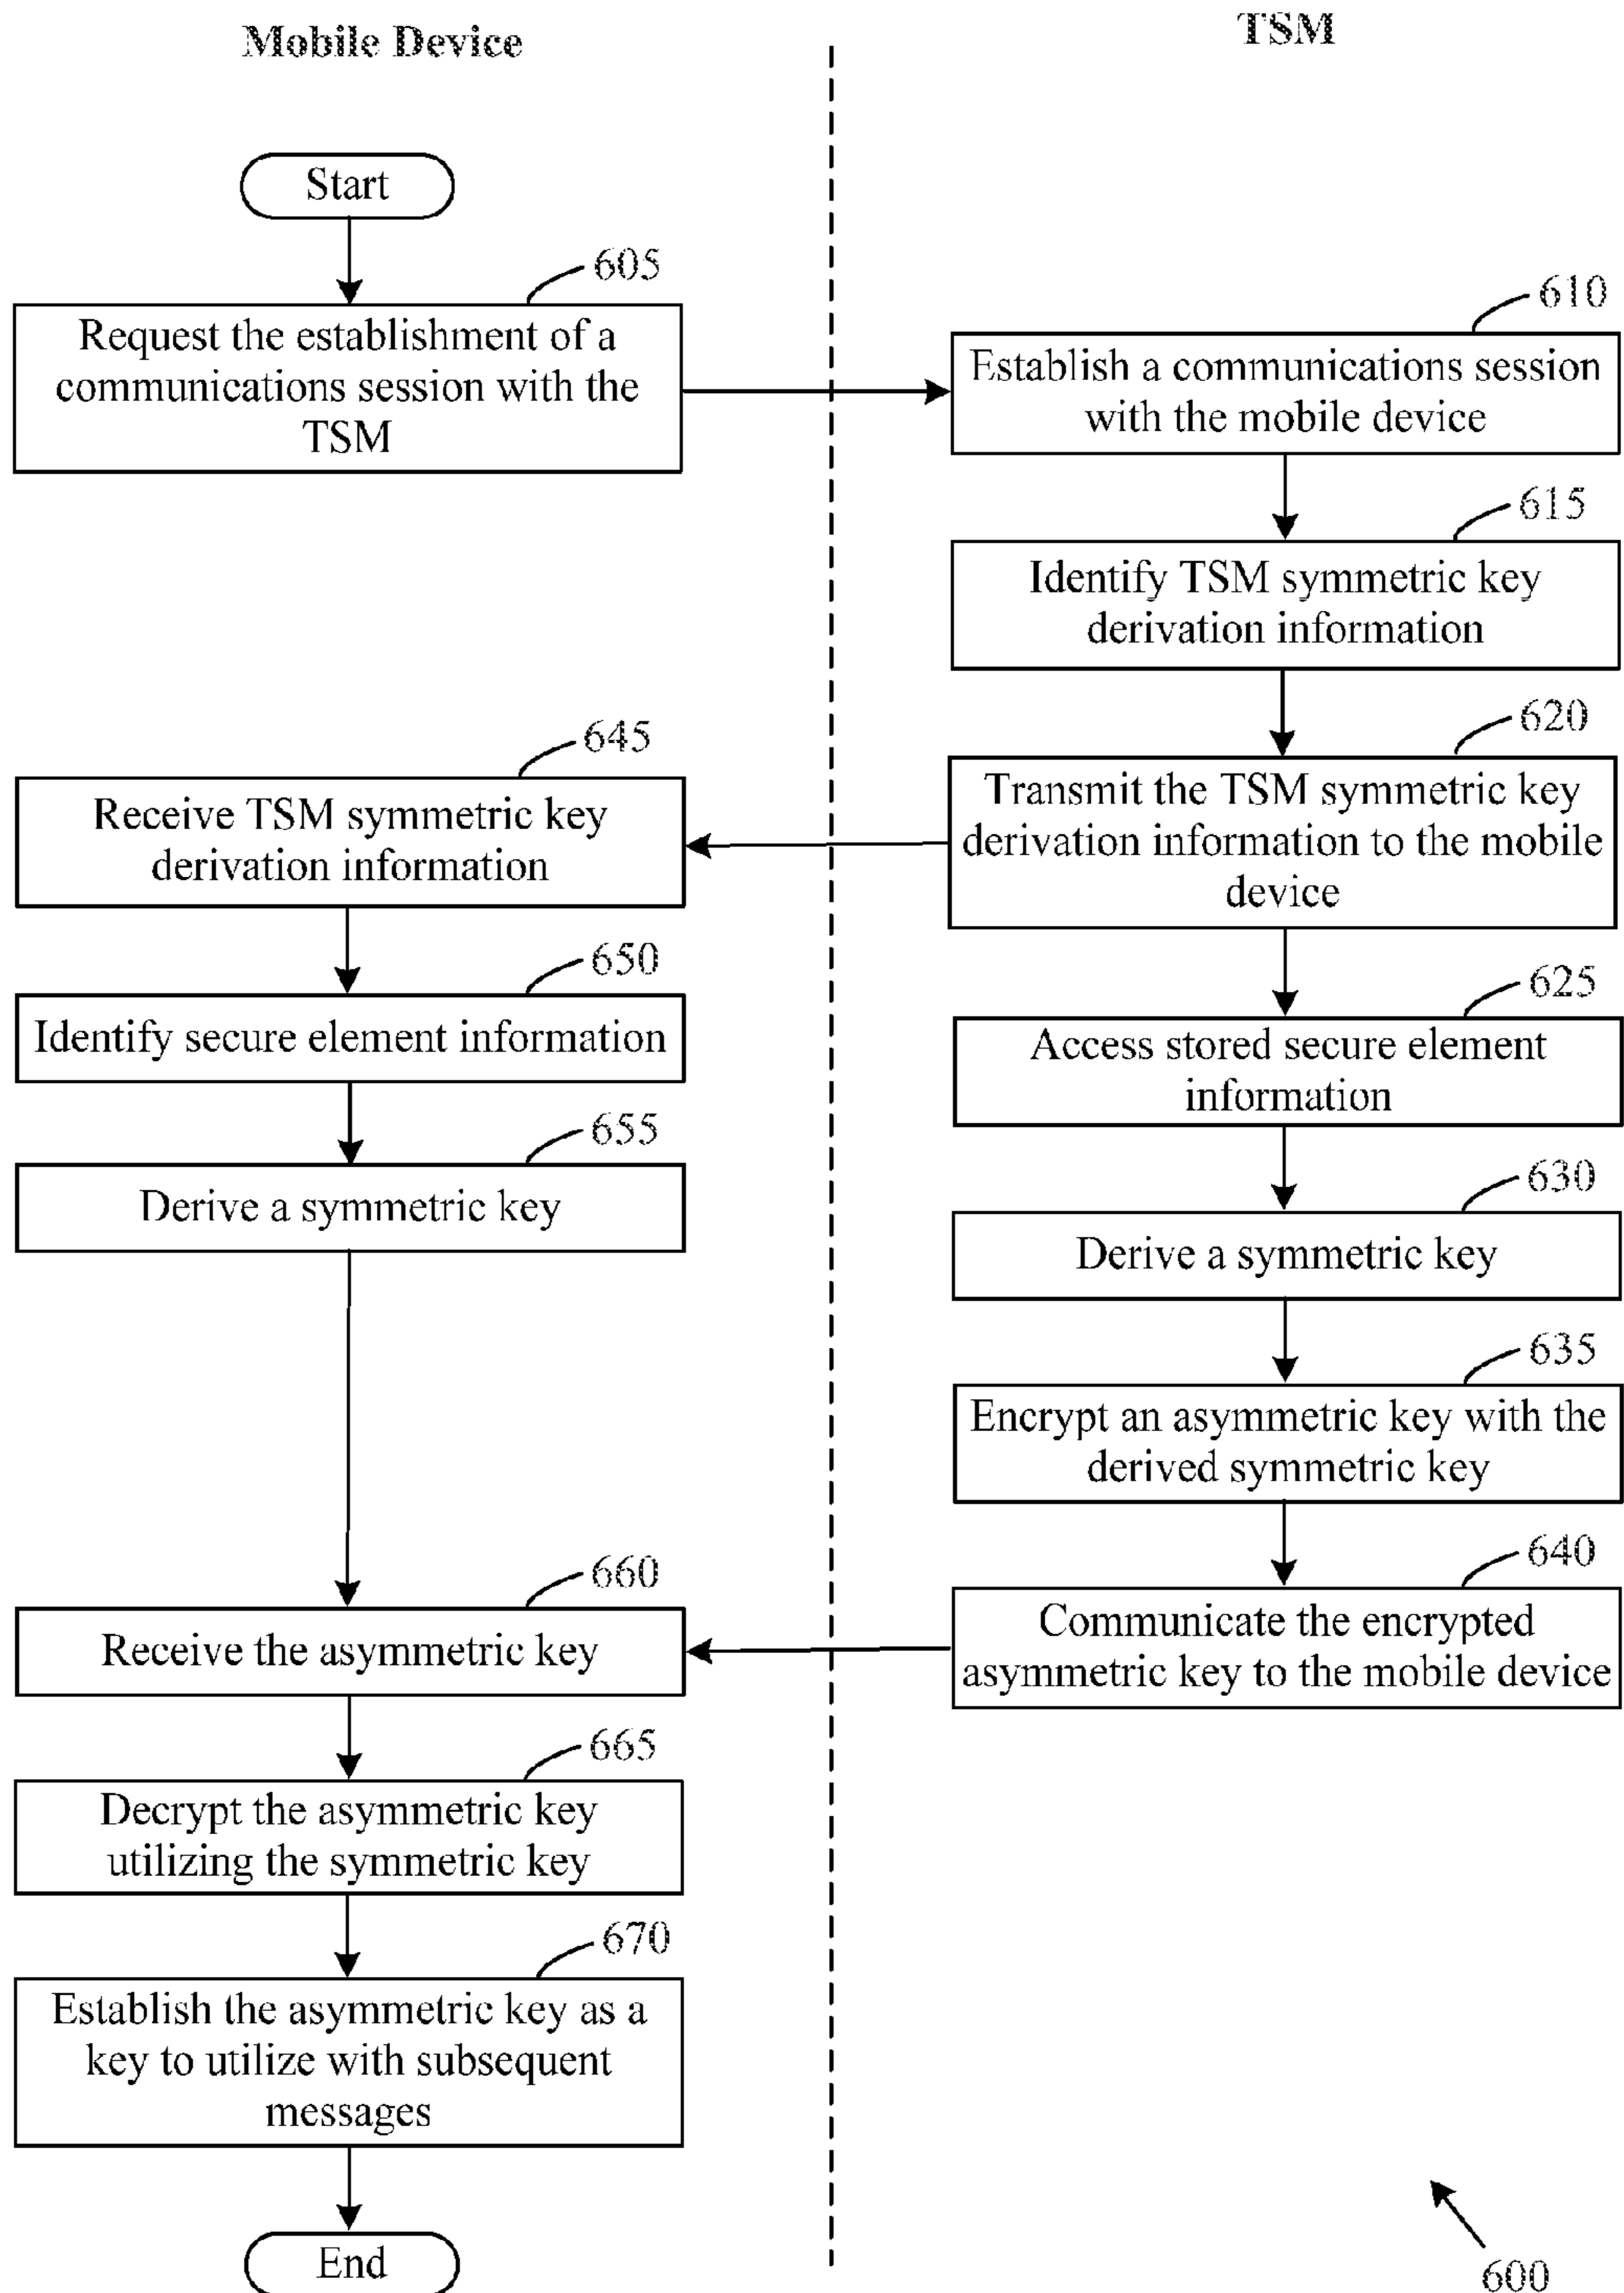 Mobile Device
TSM
Start
605
Request the establishment of a
communications session with the
TSM
610
Establish a communications session
with the mobile device
615
Identify TSM symmetric key
derivation information
620
Transmit the TSM symmetric key
derivation information to the mobile
device
645
Receive TSM symmetric key
derivation information
650
Identify secure element information
625
Access stored secure element
information
655
Derive a symmetric key
630
Derive a symmetric key
635
Encrypt an asymmetric key with the
derived symmetric key
640
Communicate the encrypted
asymmetric key to the mobile device
660
Receive the asymmetric key
665
Decrypt the asymmetric key
utilizing the symmetric key
670
Establish the asymmetric key as a
key to utilize with subsequent
messages
End
600